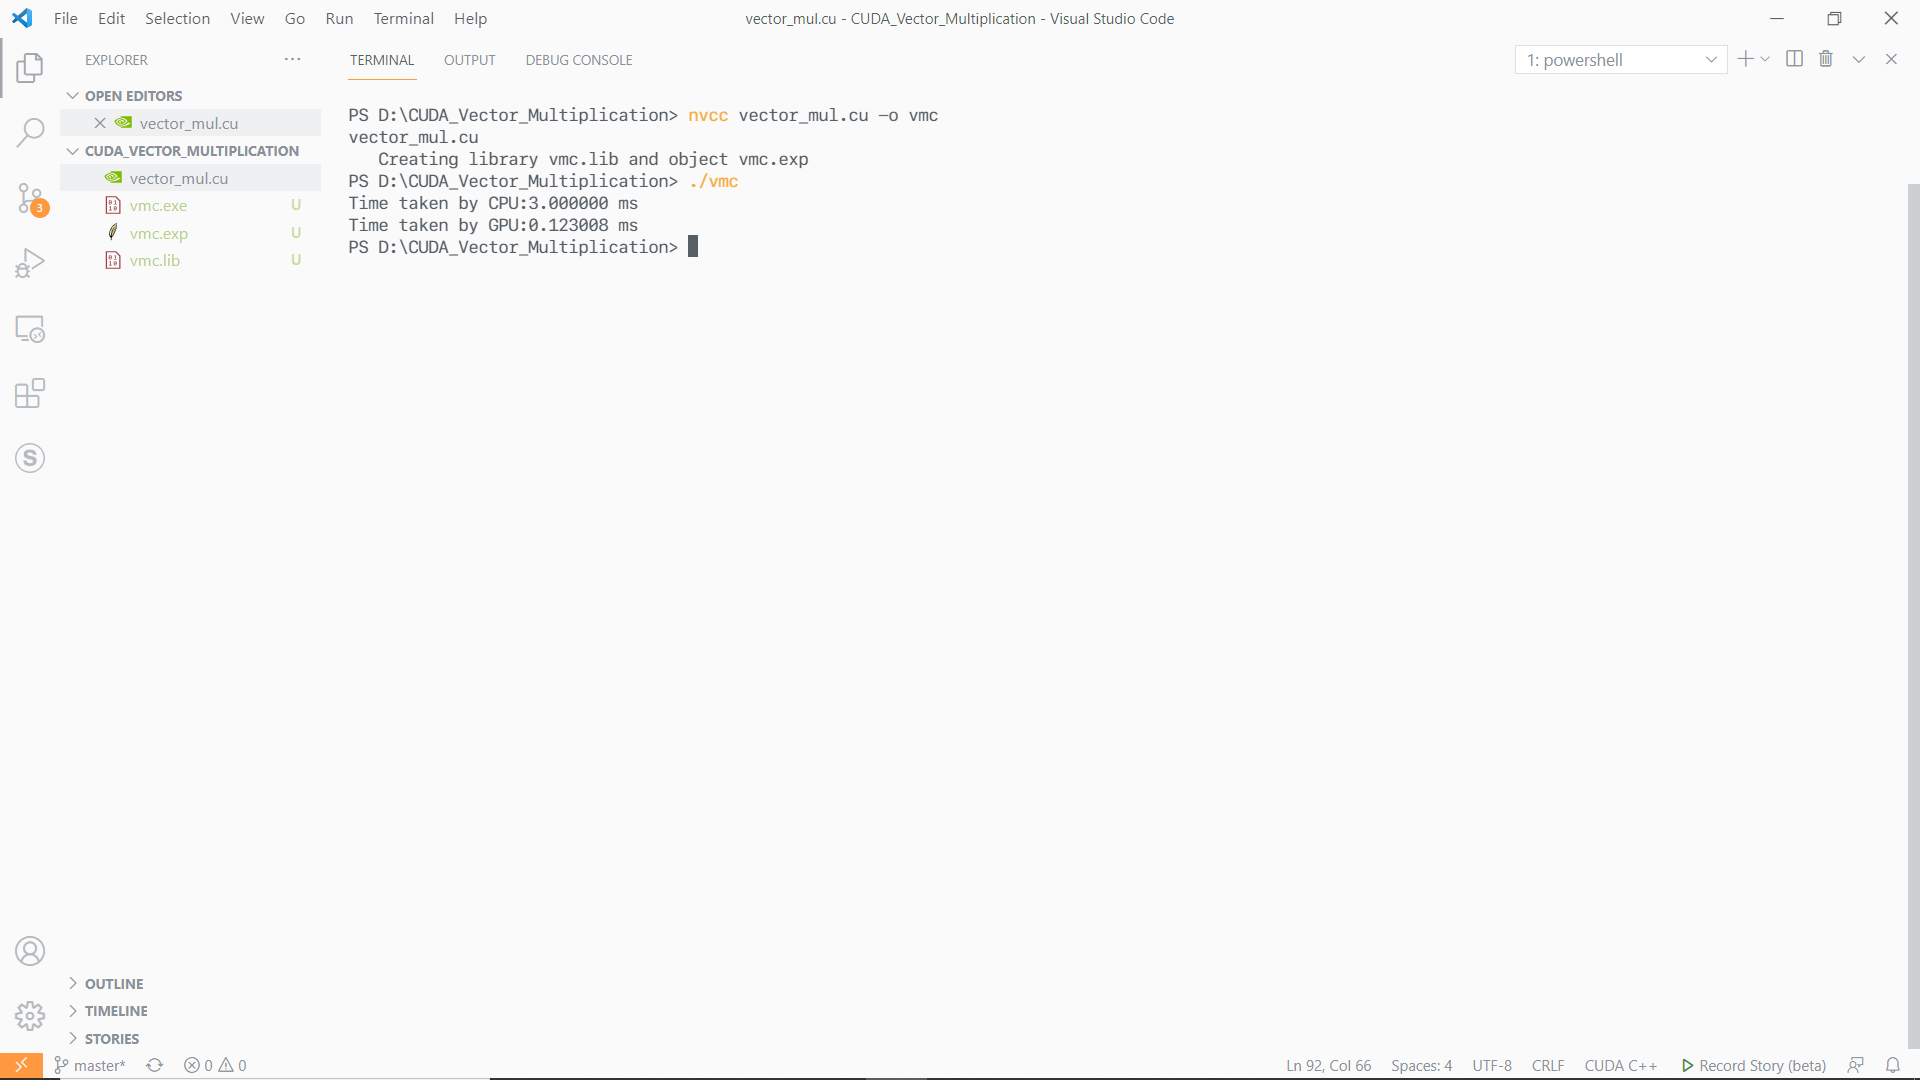 File Edit Selection View Go Run Terminal Help
vector_mul.cu - CUDA_Vector_Multiplication - Visual Studio Code
EXPLORER
OPEN EDITORS
vector_mul.cu
CUDA_VECTOR_MULTIPLICATION
vector_mul.cu
vmc.exe U
vmc.exp U
vmc.lib U
3
S
OUTLINE
TIMELINE
STORIES
TERMINAL OUTPUT DEBUG CONSOLE
1: powershell
PS D:\CUDA_Vector_Multiplication> nvcc vector_mul.cu -o vmc
vector_mul.cu
Creating library vmc.lib and object vmc.exp
PS D:\CUDA_Vector_Multiplication> ./vmc
Time taken by CPU:3.000000 ms
Time taken by GPU:0.123008 ms
PS D:\CUDA_Vector_Multiplication>
master* 0 0
Ln 92, Col 66 Spaces: 4 UTF-8 CRLF CUDA C++ Record Story (beta)